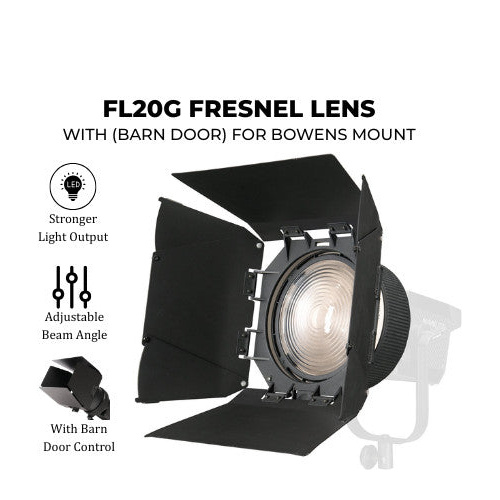 FL20G FRESNEL LENS
WITH (BARN DOOR) FOR BOWENS MOUNT
LED
Stronger
Light Output
Adjustable
Beam Angle
With Barn
Door Control